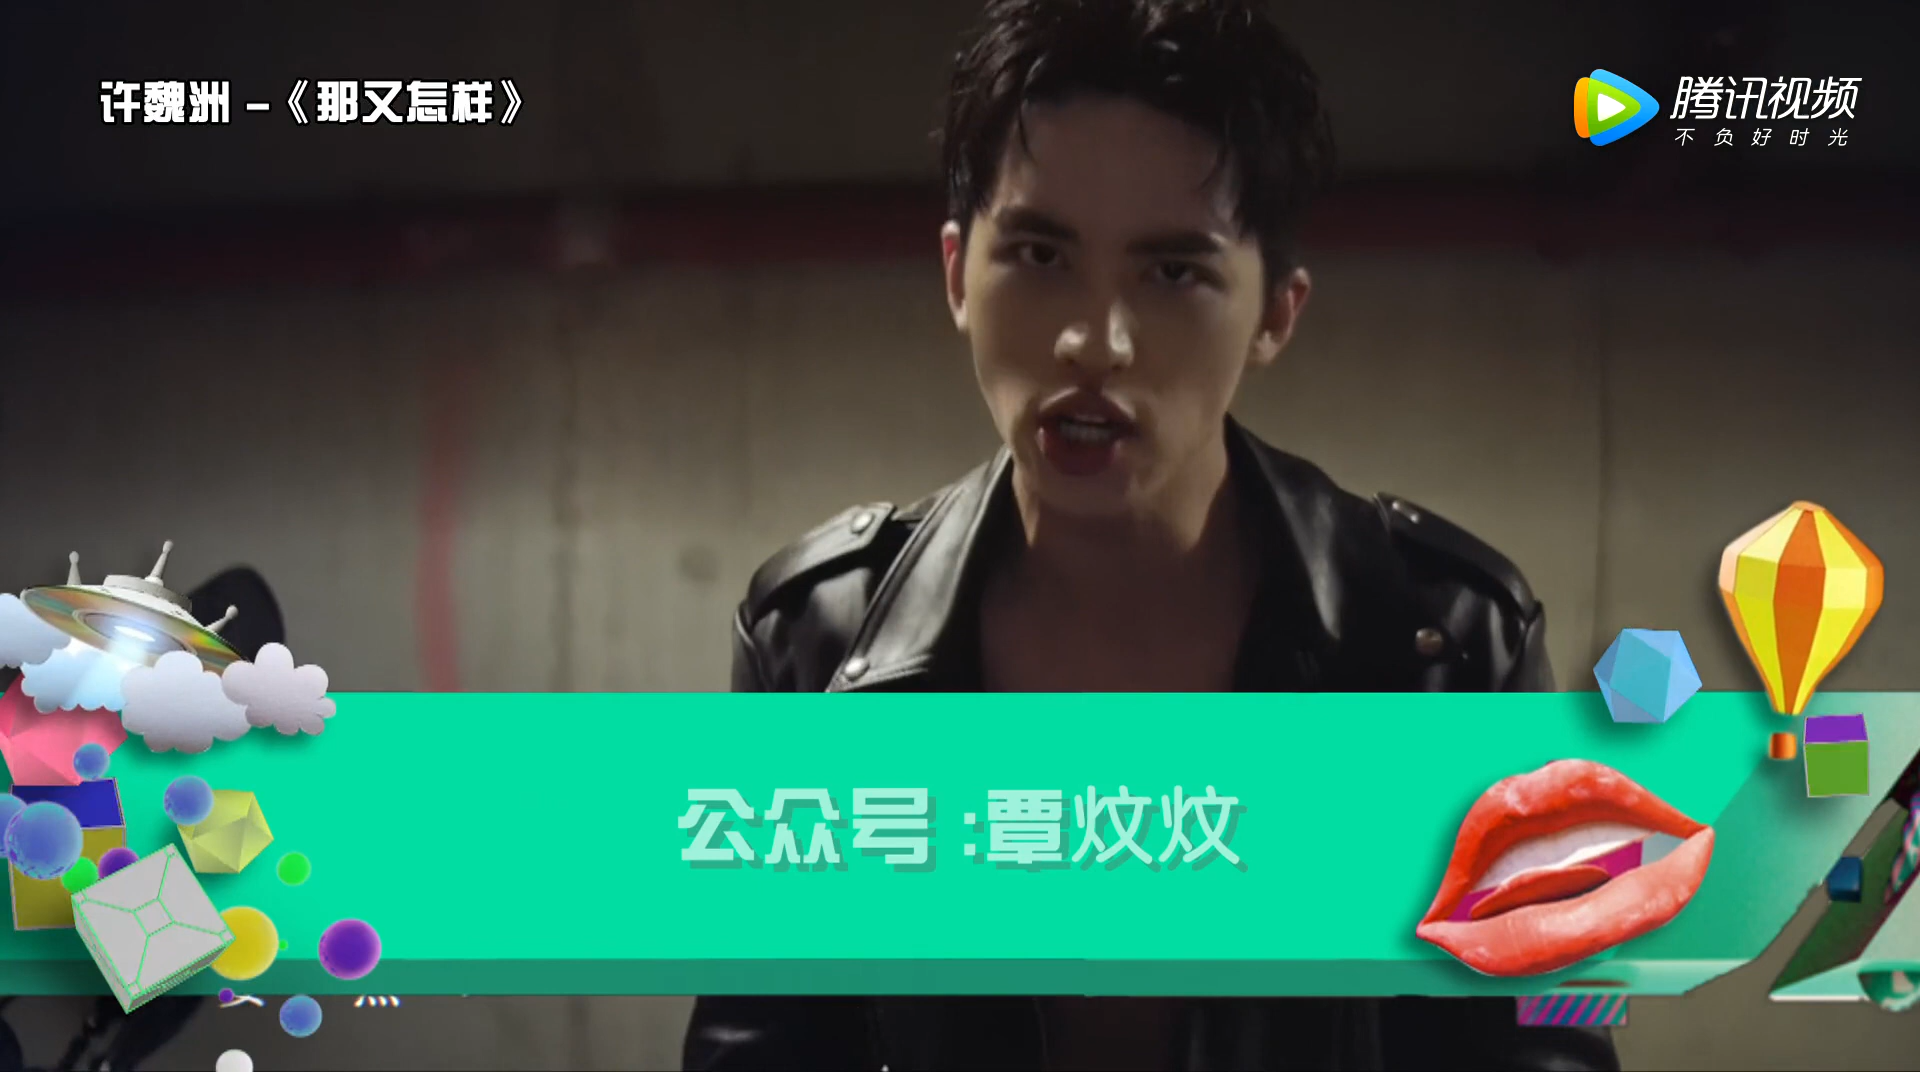 许魏洲 –《那又怎样》
腾讯视频
不负好时光
公众号:覃炆炆